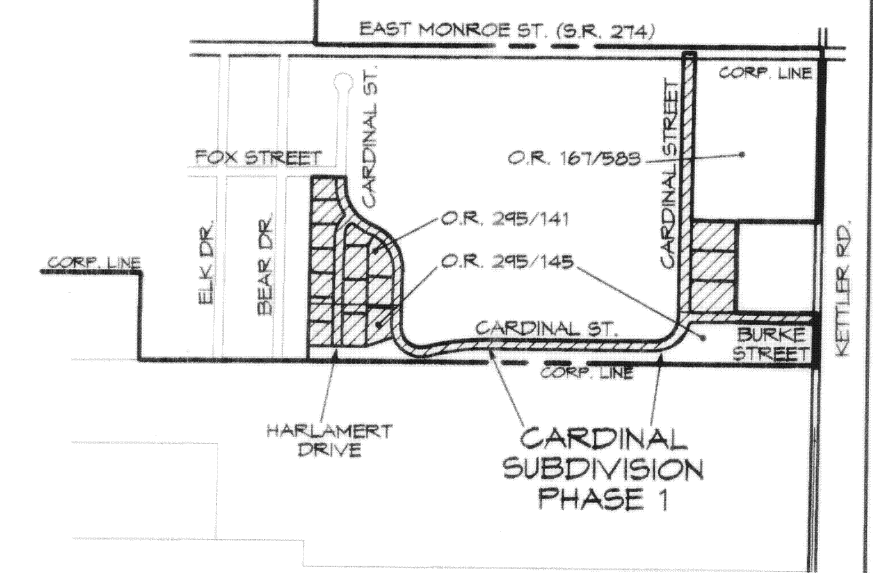 EAST MONROE ST. (S.R. 274)
CORP. LINE
CARDINAL ST.
CARDINAL STREET
FOX STREET
O.R. 167/583
O.R. 295/141
KETTLER RD.
CORP. LINE
ELK DR.
BEAR DR.
O.R. 295/145
CARDINAL ST.
BURKE
STREET
CORP. LINE
HARLAMERT
DRIVE
CARDINAL
SUBDIVISION
PHASE 1